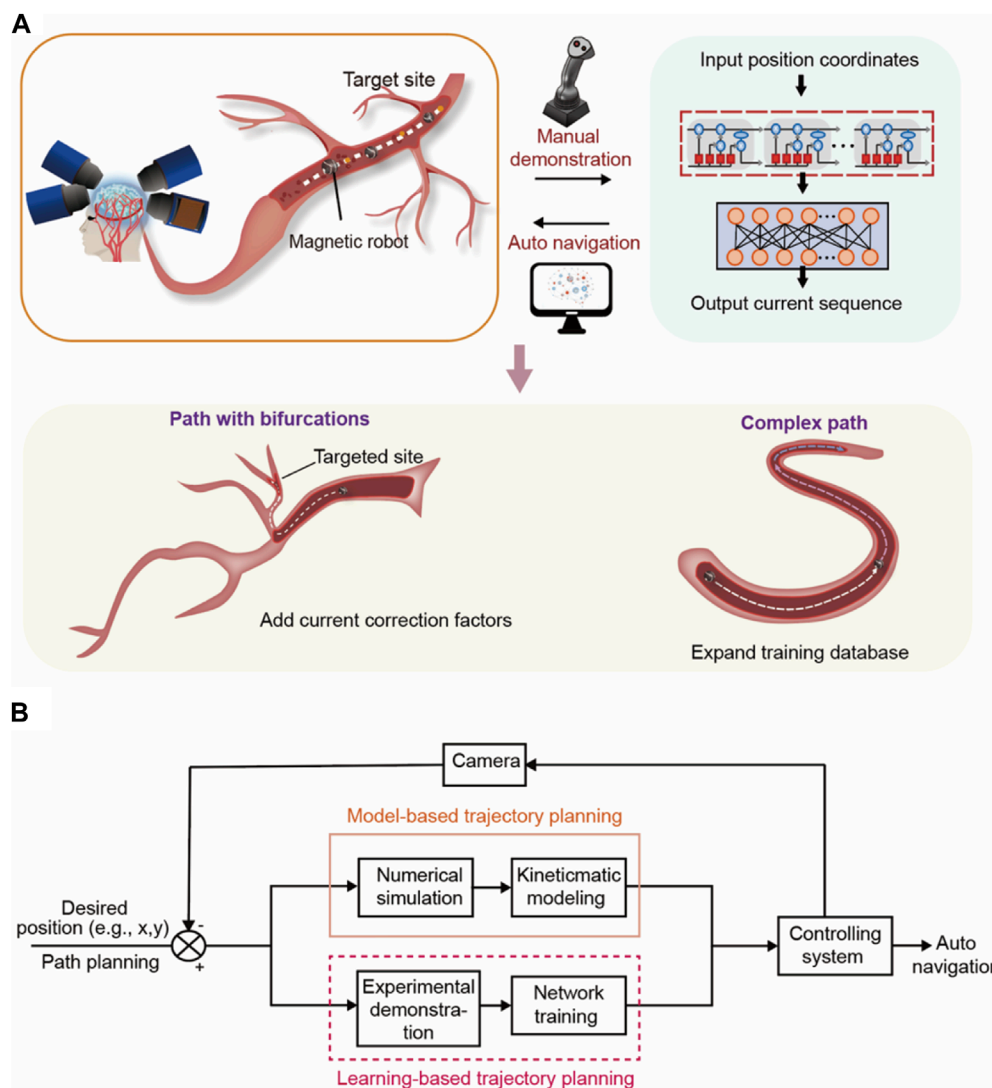 A
Target site
Magnetic robot
Manual
demonstration
Auto navigation
Input position coordinates
Output current sequence
Path with bifurcations
Targeted site
Add current correction factors
Complex path
Expand training database
B
Camera
Model-based trajectory planning
Numerical
simulation
Kineticmatic
modeling
Desired
position (e.g., x,y)
Path planning
-
+
Controlling
system
Auto
navigation
Experimental
demonstra-
tion
Network
training
Learning-based trajectory planning